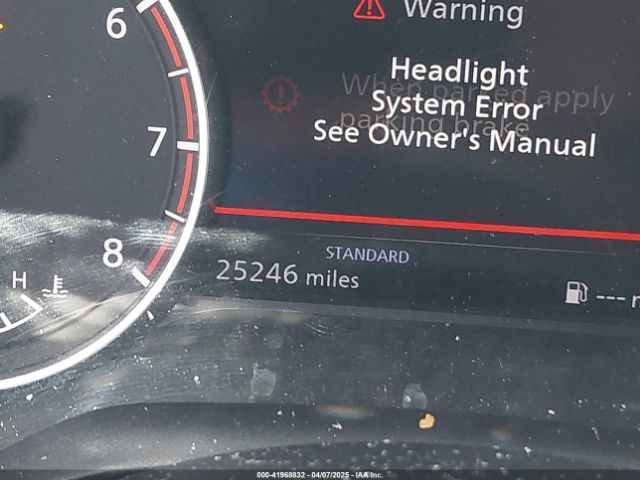 6
Warning
Headlight
System Error
See Owner's Manual
When parked apply
parking brake
7
8
STANDARD
25246 miles
H
---
000-41968832 - 04/07/2025 - IAA Inc.